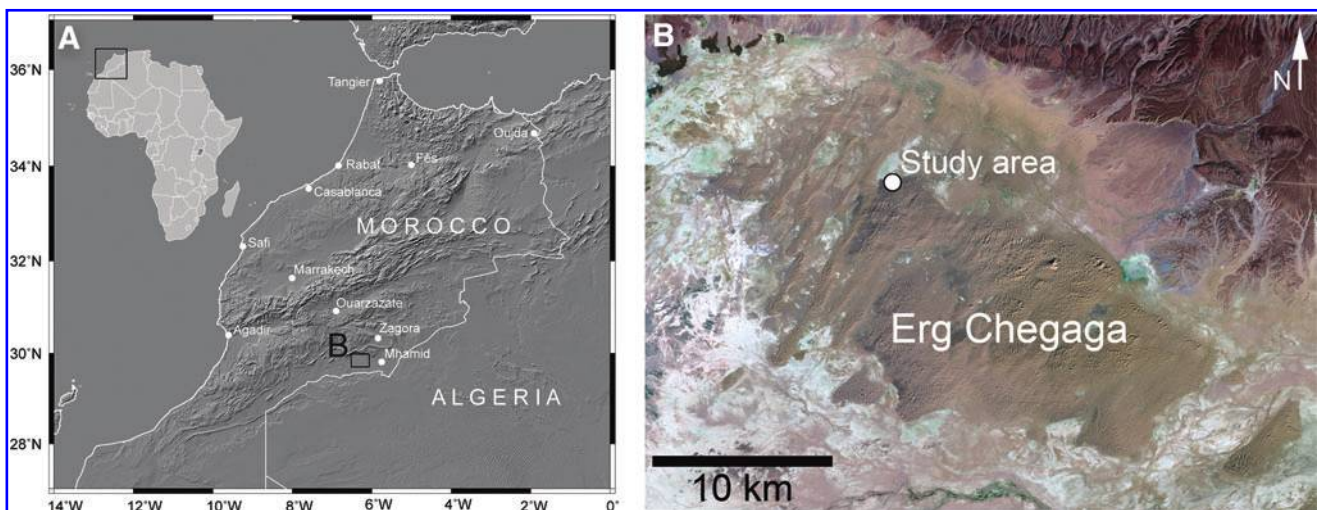 A
36°N
34°N
32°N
30°N
28°N
14°W
12°W
10°W
8°W
6°W
4°W
2°W
0°
Tangier
Oujda
Rabat
Fès
Casablanca
MOROCCO
Safi
Marrakech
Ouarzazate
Agadir
Zagora
B
Mhamid
ALGERIA
B
N
Study area
Erg Chegaga
10 km